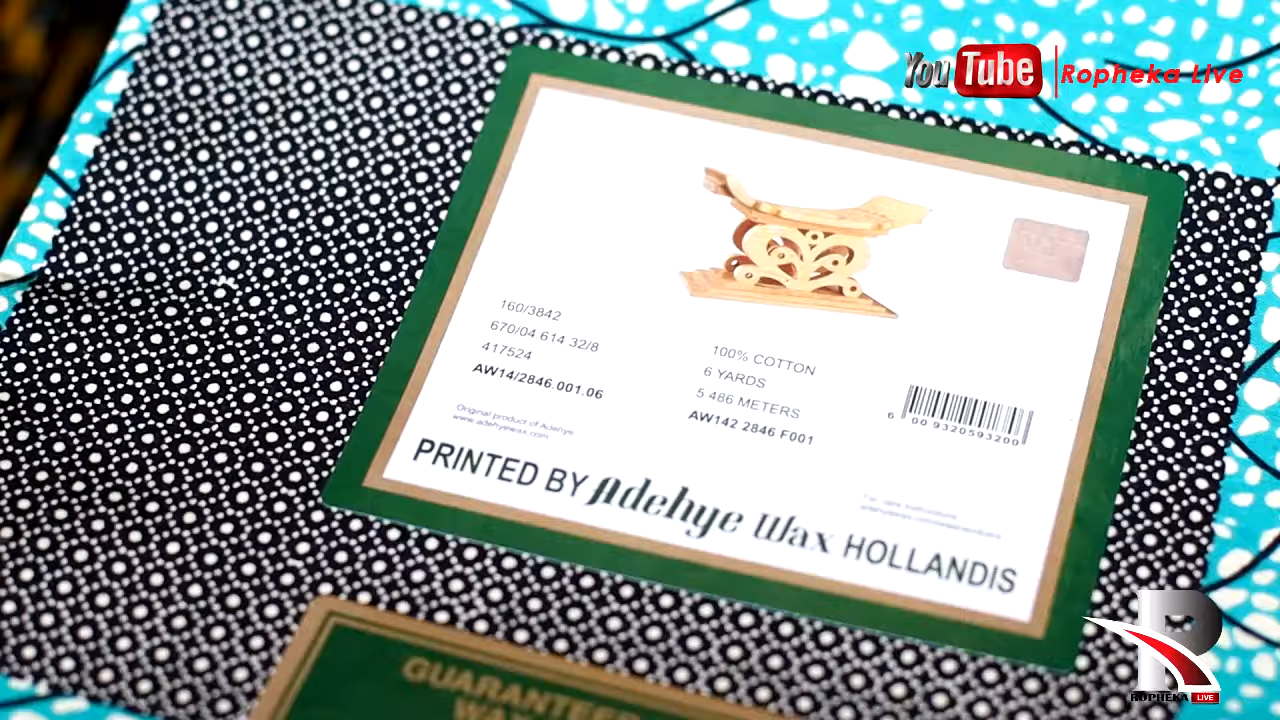 YouTube | Ropheka Live
160/3842
670/04 614 32/8
417524
AW14/2846.001.06
100% COTTON
6 YARDS
5 486 METERS
AW142 2846 F001
6 00 9320593200
Original product of Adehye
www.adehyewax.com
PRINTED BY Adehye Wax HOLLANDIS
GUARANTEED
R
ROPHEKA LIVE